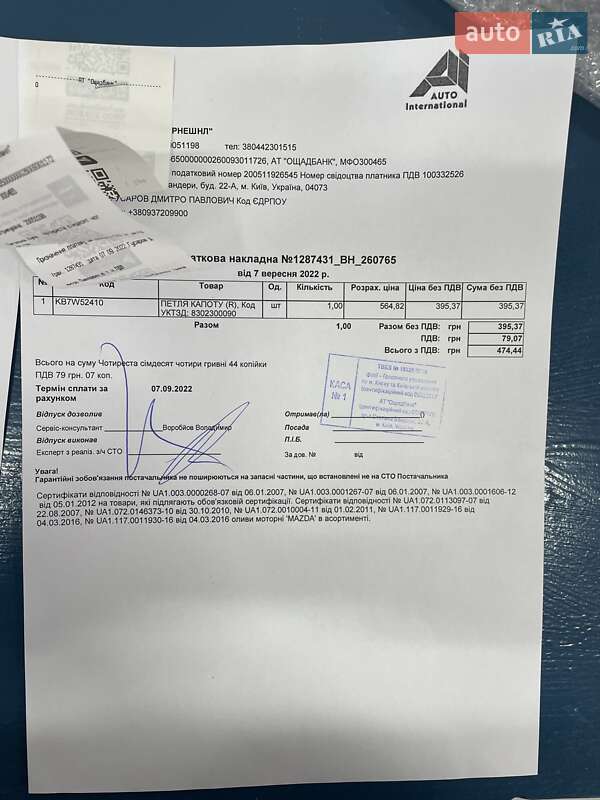 auto RIA .com
AUTO
International
АТ "Ощадбанк"
РНЕШНЛ"
051198 тел: 380442301515
65000000000260093011726, АТ "ОЩАДБАНК", МФО300465
податковий номер 200511926545 Номер свідоцтва платника ПДВ 100332526
андери, буд. 22-А, м. Київ, Україна, 04073
УСАРОВ ДМИТРО ПАВЛОВИЧ Код ЄДРПОУ
+380937209900
аткова накладна №1287431_ВН_260765
від 7 вересня 2022 р.
№ Код Товар Од. Кількість Розрах. ціна Ціна без ПДВ Сума без ПДВ
1 KB7W52410 ПЕТЛЯ КАПОТУ (R), Код шт 1,00 564,82 395,37 395,37
УКТЗД: 8302300090
Разом 1,00 Разом без ПДВ: грн 395,37
ПДВ: грн 79,07
Всього з ПДВ: грн 474,44
Всього на суму Чотириста сімдесят чотири гривні 44 копійки
ПДВ 79 грн. 07 коп.
Термін сплати за 07.09.2022
рахунком
Відпуск дозволие
Сервіс-консультант Воробйов Володимир
Відпуск виконав
Експерт з реаліз. з/ч СТО
Отримав(ла) ()
Посада
П.І.Б.
За дов. № від
КАСА
№ 1
АТ "Ощадбанк"
м. Київ, Україна
Увага!
Гарантійні зобов'язання постачальника не поширюються на запасні частини, що встановлені не на СТО Постачальника
Сертифікати відповідності № UA1.003.0000268-07 від 06.01.2007, № UA1.003.0001267-07 від 06.01.2007, № UA1.003.0001606-12
від 05.01.2012 на товари, які підлягають обов'язковій сертифікації. Сертифікати відповідності № UA1.072.0113097-07 від
22.08.2007, № UA1.072.0146373-10 від 30.10.2010, № UA1.072.0010004-11 від 01.02.2011, № UA1.117.0011929-16 від
04.03.2016, № UA1.117.0011930-16 від 04.03.2016 оливи моторні 'MAZDA' в асортименті.